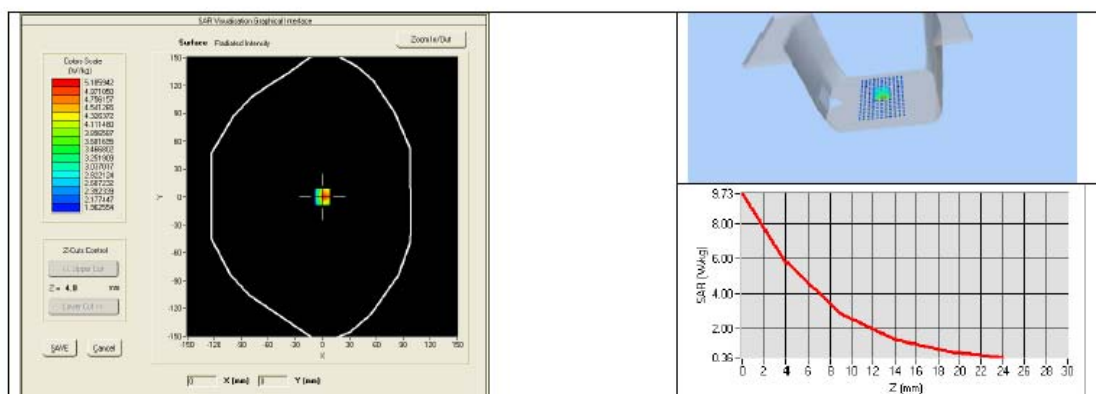 SAR Visualisation Graphical Interface
Surface Radiated Intensity
Zoom In/Out
Colors Scale
(W/kg)
5.185942
4.971050
4.756157
4.541265
4.326372
4.111480
3.466802
3.251909
3.037017
2.822124
2.607232
2.392339
2.177447
1.962554
Z-Cuts Control
<< Upper Cut
Z = 4.0 mm
Lower Cut >>
SAVE Cancel
150
120
90
60
30
0
-30
-60
-90
-120
-150
Y
-150 -120 -90 -60 -30 0 30 60 90 120 150
X
X (mm) Y (mm)
9.73
8.00
6.00
4.00
2.00
0.36
SAR (W/kg)
0 2 4 6 8 10 12 14 16 18 20 22 24 26 28 30
Z (mm)